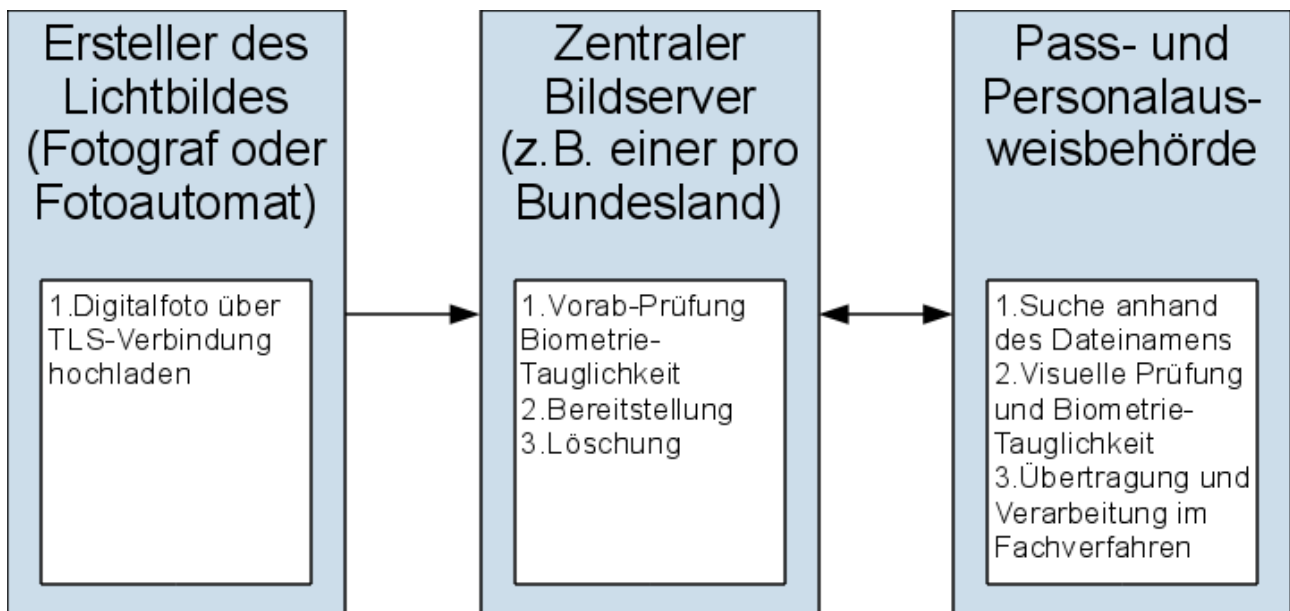 Ersteller des
Lichtbildes
(Fotograf oder
Fotoautomat)
1.Digitalfoto über
TLS-Verbindung
hochladen
Zentraler
Bildserver
(z.B. einer pro
Bundesland)
1.Vorab-Prüfung
Biometrie-
Tauglichkeit
2.Bereitstellung
3.Löschung
Pass- und
Personalaus-
weisbehörde
1.Suche anhand
des Dateinamens
2.Visuelle Prüfung
und Biometrie-
Tauglichkeit
3.Übertragung und
Verarbeitung im
Fachverfahren